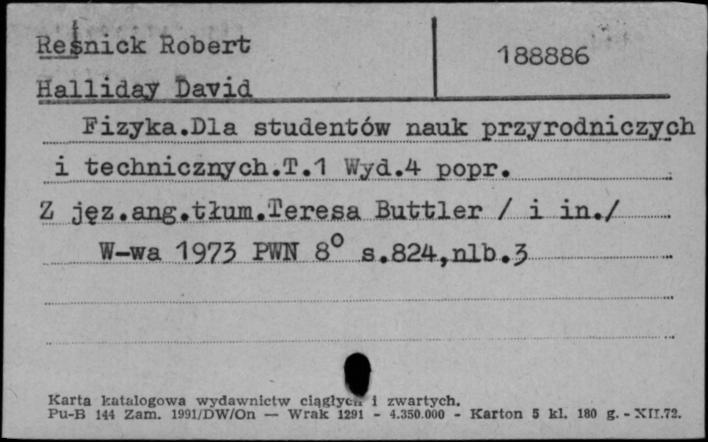 Resnick Robert
188886
Halliday David
Fizyka.Dla studentów nauk przyrodniczych
i technicznych.T.1 Wyd.4 popr.
Z jęz.ang.tłum.Teresa Buttler / i in./
W-wa 1973 PWN 8° s.824,nlb.3
Karta katalogowa wydawnictw ciągłych i zwartych.
Pu-B 144 Zam. 1991/DW/On — Wrak 1291 - 4.350.000 - Karton 5 kl. 180 g. - XII.72.